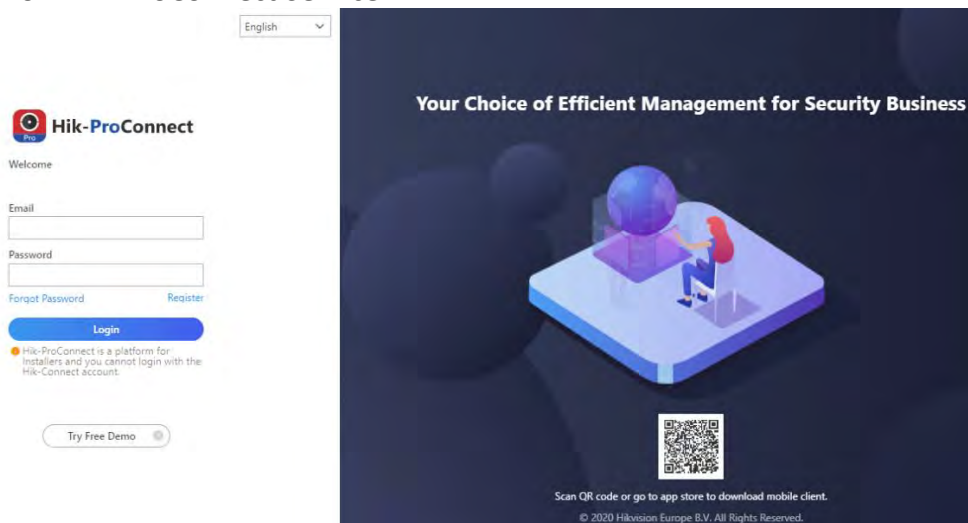 English
Hik-ProConnect
Pro
Welcome
Email
Password
Forgot Password
Register
Login
Hik-ProConnect is a platform for
Installers and you cannot login with the
Hik-Connect account.
Try Free Demo
Your Choice of Efficient Management for Security Business
Scan QR code or go to app store to download mobile client.
© 2020 Hikvision Europe B.V. All Rights Reserved.